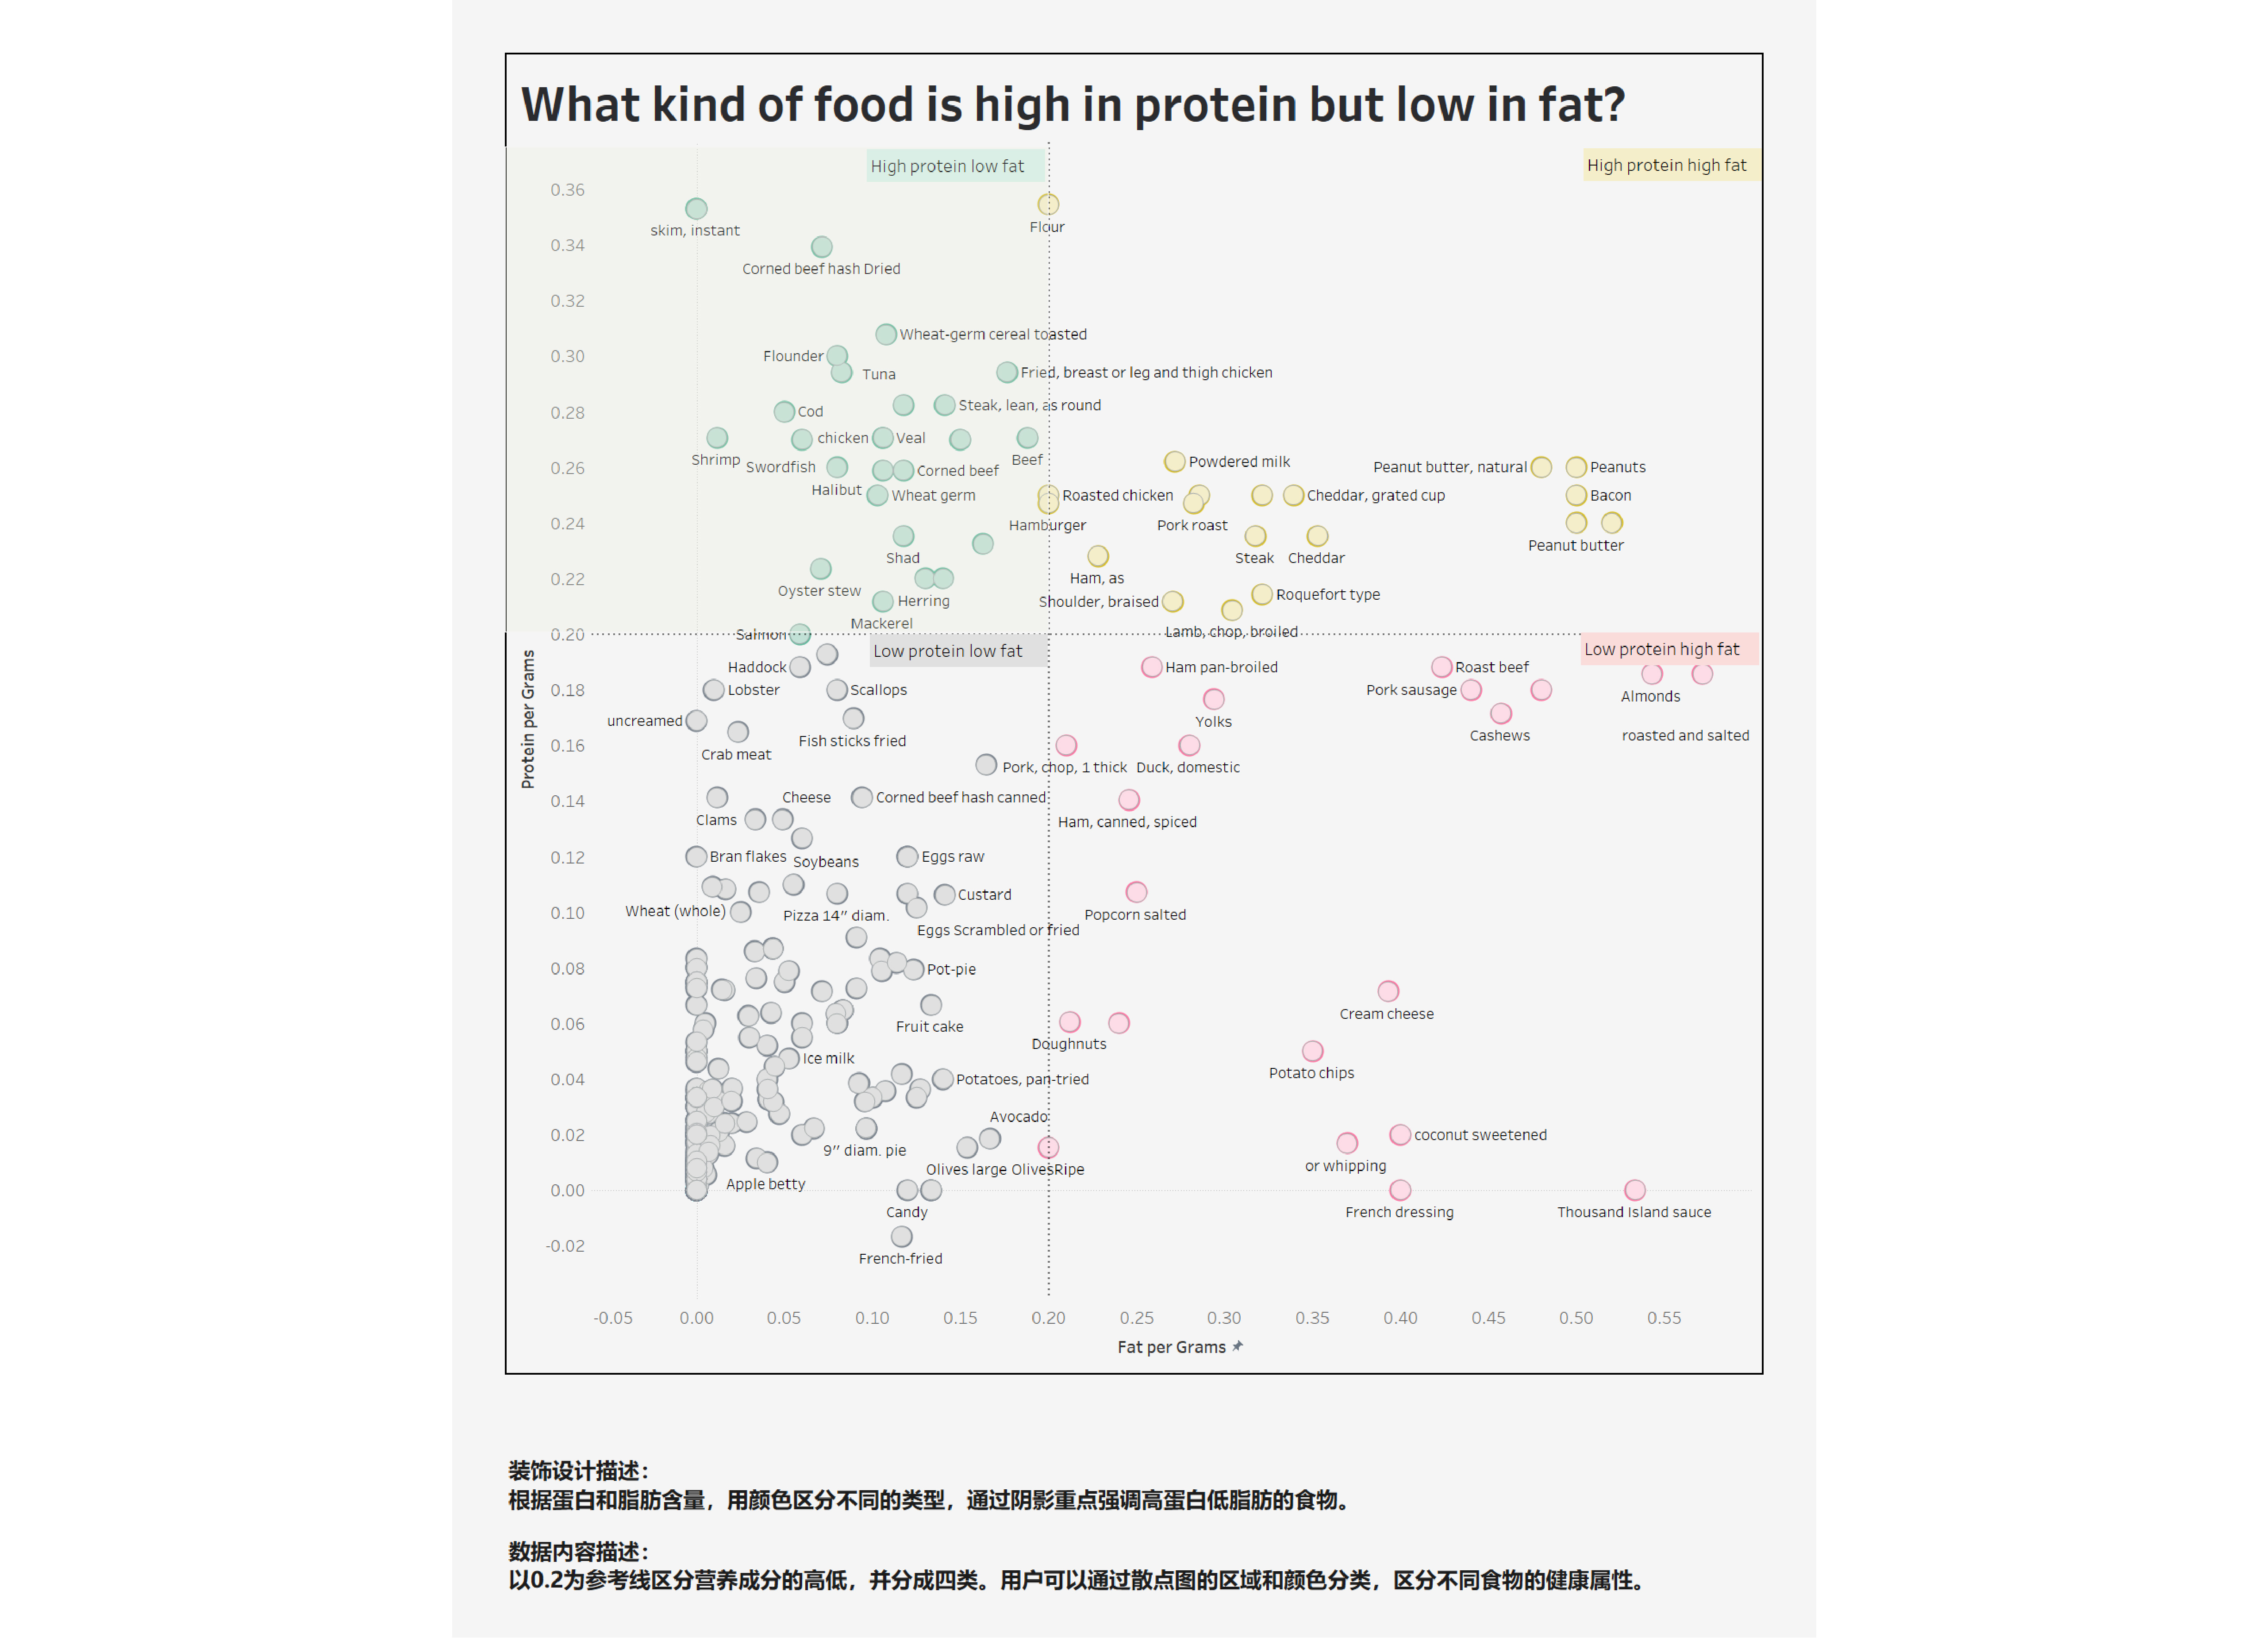 What kind of food is high in protein but low in fat?
High protein low fat
High protein high fat
0.36
skim, instant
Flour
0.34
Corned beef hash Dried
0.32
Wheat-germ cereal toasted
0.30
Flounder
Tuna
Fried, breast or leg and thigh chicken
0.28
Cod
Steak, lean, as round
chicken
Veal
Shrimp
Swordfish
Beef
0.26
Corned beef
Powdered milk
Peanut butter, natural
Peanuts
Halibut
Wheat germ
Roasted chicken
Cheddar, grated cup
Bacon
0.24
Hamburger
Pork roast
Shad
Steak
Cheddar
Peanut butter
0.22
Ham, as
Oyster stew
Herring
Shoulder, braised
Roquefort type
Mackerel
0.20
Salmon
Lamb, chop, broiled
Low protein low fat
Low protein high fat
Haddock
Ham pan-broiled
Roast beef
0.18
Lobster
Scallops
Pork sausage
Almonds
uncreamed
Yolks
Crab meat
Fish sticks fried
Cashews
roasted and salted
0.16
Pork, chop, 1 thick
Duck, domestic
0.14
Cheese
Corned beef hash canned
Clams
Ham, canned, spiced
0.12
Bran flakes
Soybeans
Eggs raw
Custard
0.10
Wheat (whole)
Pizza 14″ diam.
Popcorn salted
Eggs Scrambled or fried
0.08
Pot-pie
0.06
Fruit cake
Cream cheese
Doughnuts
Ice milk
0.04
Potatoes, pan-tried
Potato chips
Avocado
0.02
9″ diam. pie
coconut sweetened
Olives large
OlivesRipe
or whipping
0.00
Apple betty
Candy
French dressing
Thousand Island sauce
-0.02
French-fried
Protein per Grams
-0.05
0.00
0.05
0.10
0.15
0.20
0.25
0.30
0.35
0.40
0.45
0.50
0.55
Fat per Grams
装饰设计描述：
根据蛋白和脂肪含量，用颜色区分不同的类型，通过阴影重点强调高蛋白低脂肪的食物。
数据内容描述：
以0.2为参考线区分营养成分的高低，并分成四类。用户可以通过散点图的区域和颜色分类，区分不同食物的健康属性。